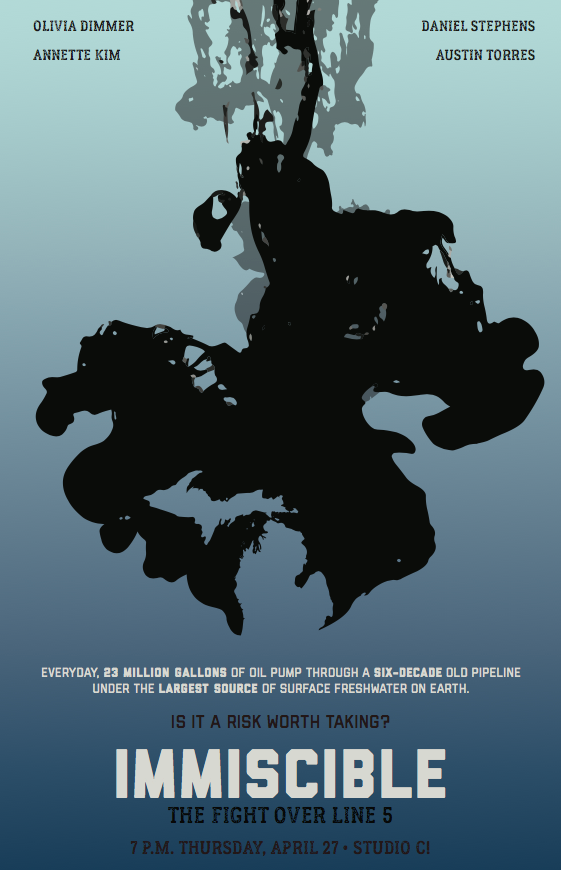 OLIVIA DIMMER
ANNETTE KIM
DANIEL STEPHENS
AUSTIN TORRES
EVERYDAY, 23 MILLION GALLONS OF OIL PUMP THROUGH A SIX-DECADE OLD PIPELINE
UNDER THE LARGEST SOURCE OF SURFACE FRESHWATER ON EARTH.
IS IT A RISK WORTH TAKING?
IMMISCIBLE
THE FIGHT OVER LINE 5
7 P.M. THURSDAY, APRIL 27 • STUDIO C!